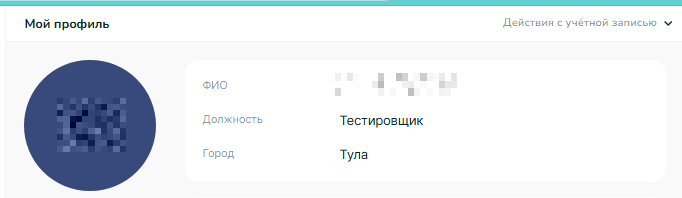 Мой профиль
Действия с учётной записью
ФИО
Должность Тестировщик
Город Тула